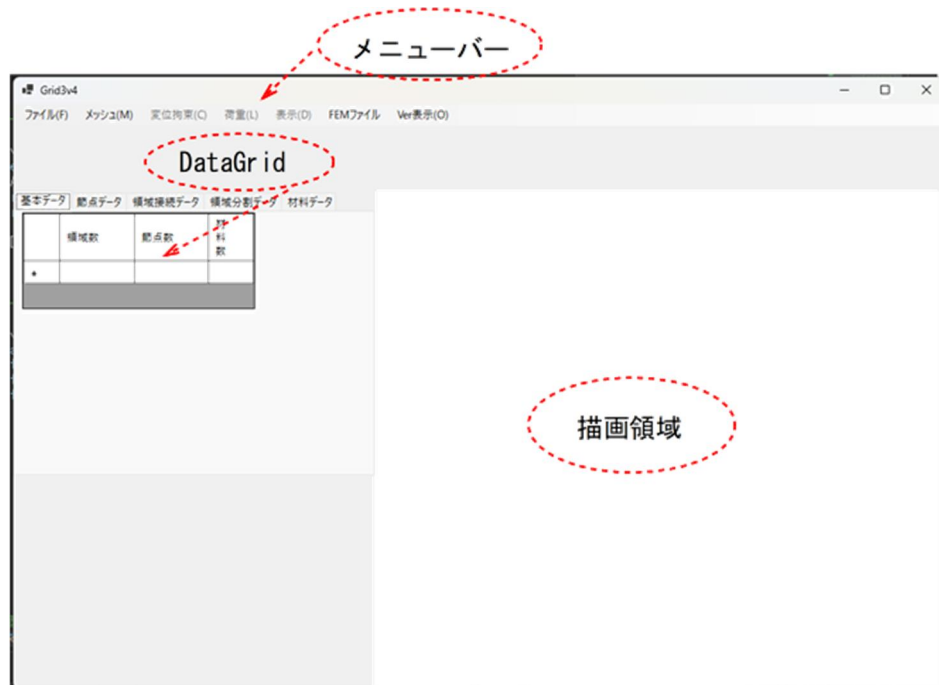 メニューバー
Grid3v4
ファイル(F) メッシュ(M) 変位拘束(C) 荷重(L) 表示(D) FEMファイル Ver表示(O)
DataGrid
基本データ 節点データ 領域接続データ 領域分割データ 材料データ
領域数 節点数 材料数
描画領域